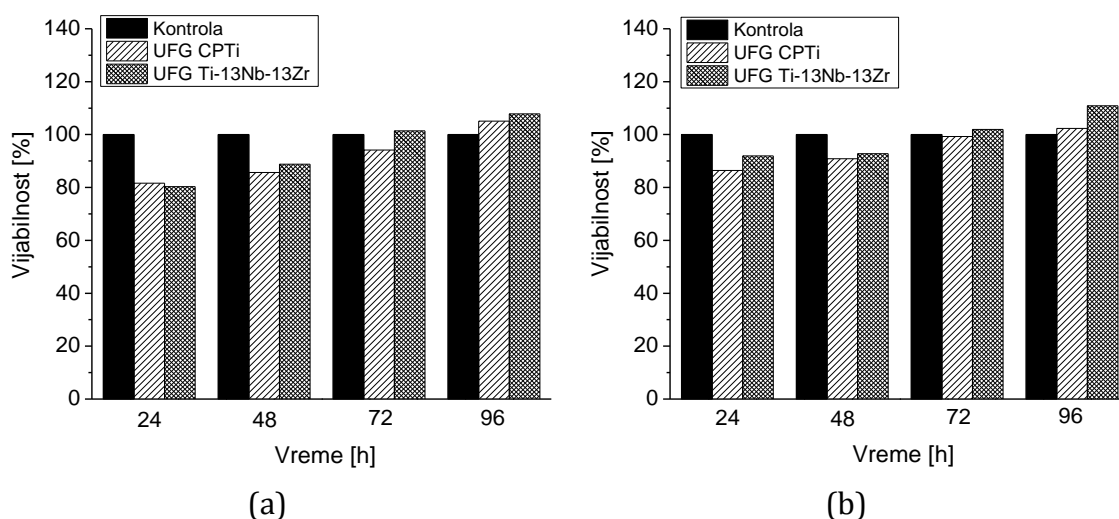 140
120
100
80
60
40
20
0
Vijabilnost [%]
Kontrola
UFG CPTi
UFG Ti-13Nb-13Zr
24 48 72 96
Vreme [h]
(a)
140
120
100
80
60
40
20
0
Vijabilnost [%]
Kontrola
UFG CPTi
UFG Ti-13Nb-13Zr
24 48 72 96
Vreme [h]
(b)